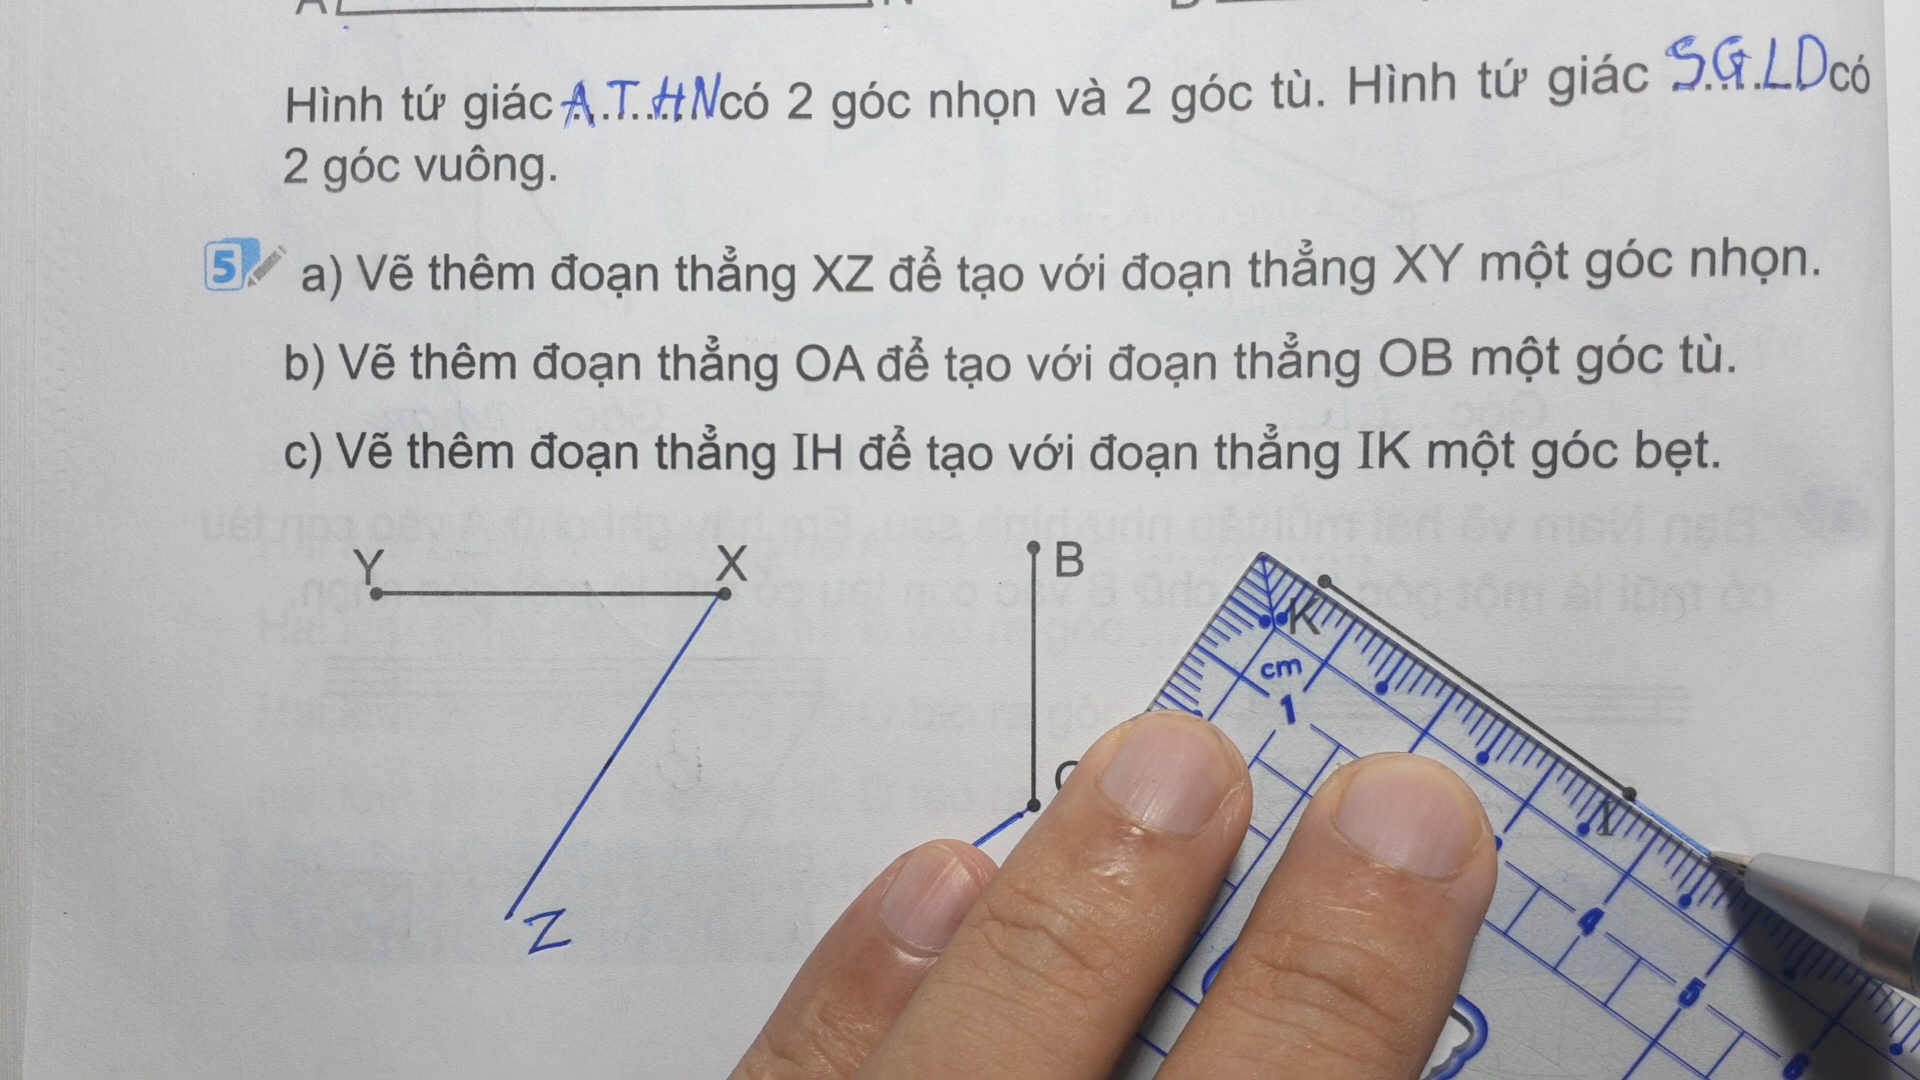 Hình tứ giác A.T.HN có 2 góc nhọn và 2 góc tù. Hình tứ giác S.G.LD có
2 góc vuông.
5 a) Vẽ thêm đoạn thẳng XZ để tạo với đoạn thẳng XY một góc nhọn.
b) Vẽ thêm đoạn thẳng OA để tạo với đoạn thẳng OB một góc tù.
c) Vẽ thêm đoạn thẳng IH để tạo với đoạn thẳng IK một góc bẹt.
Y X B
K
cm
1
I
4
Z
5
6